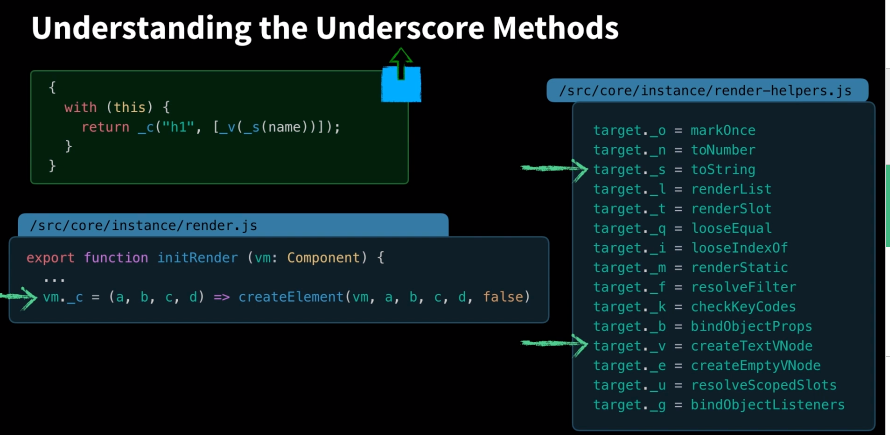 Understanding the Underscore Methods
{
with (this) {
return _c("h1", [_v(_s(name))]);
}
}
/src/core/instance/render.js
export function initRender (vm: Component) {
...
vm._c = (a, b, c, d) => createElement(vm, a, b, c, d, false)
/src/core/instance/render-helpers.js
target._o = markOnce
target._n = toNumber
target._s = toString
target._l = renderList
target._t = renderSlot
target._q = looseEqual
target._i = looseIndexOf
target._m = renderStatic
target._f = resolveFilter
target._k = checkKeyCodes
target._b = bindObjectProps
target._v = createTextVNode
target._e = createEmptyVNode
target._u = resolveScopedSlots
target._g = bindObjectListeners